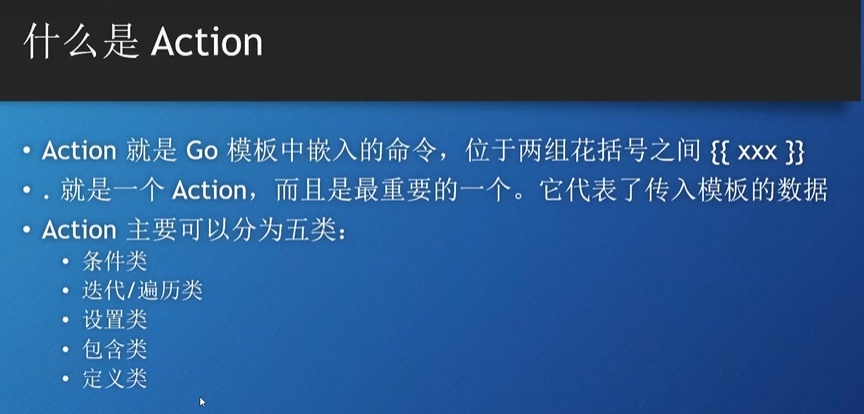 什么是 Action
• Action 就是 Go 模板中嵌入的命令，位于两组花括号之间 {{ xxx }}
• . 就是一个 Action，而且是最重要的一个。它代表了传入模板的数据
• Action 主要可以分为五类：
• 条件类
• 迭代/遍历类
• 设置类
• 包含类
• 定义类